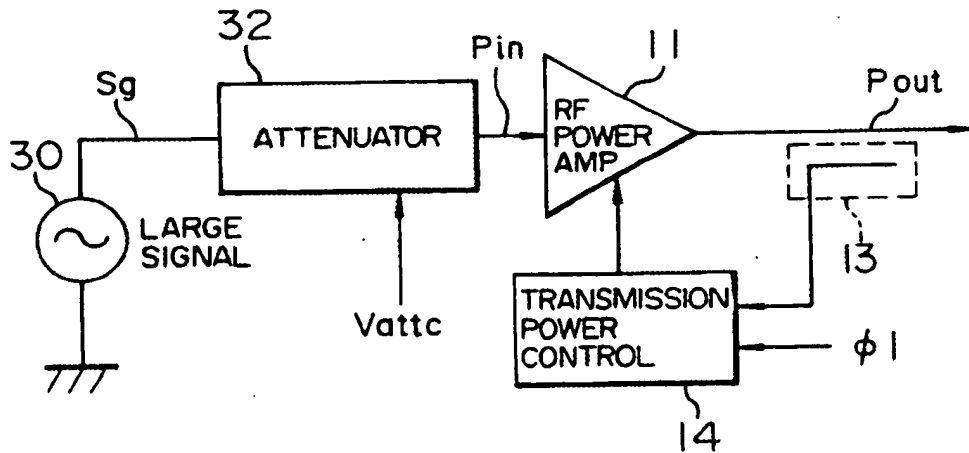 32
Pin
11
Sg
Pout
ATTENUATOR
RF
POWER
AMP
30
LARGE
SIGNAL
13
Vattc
TRANSMISSION
POWER
CONTROL
φ1
14